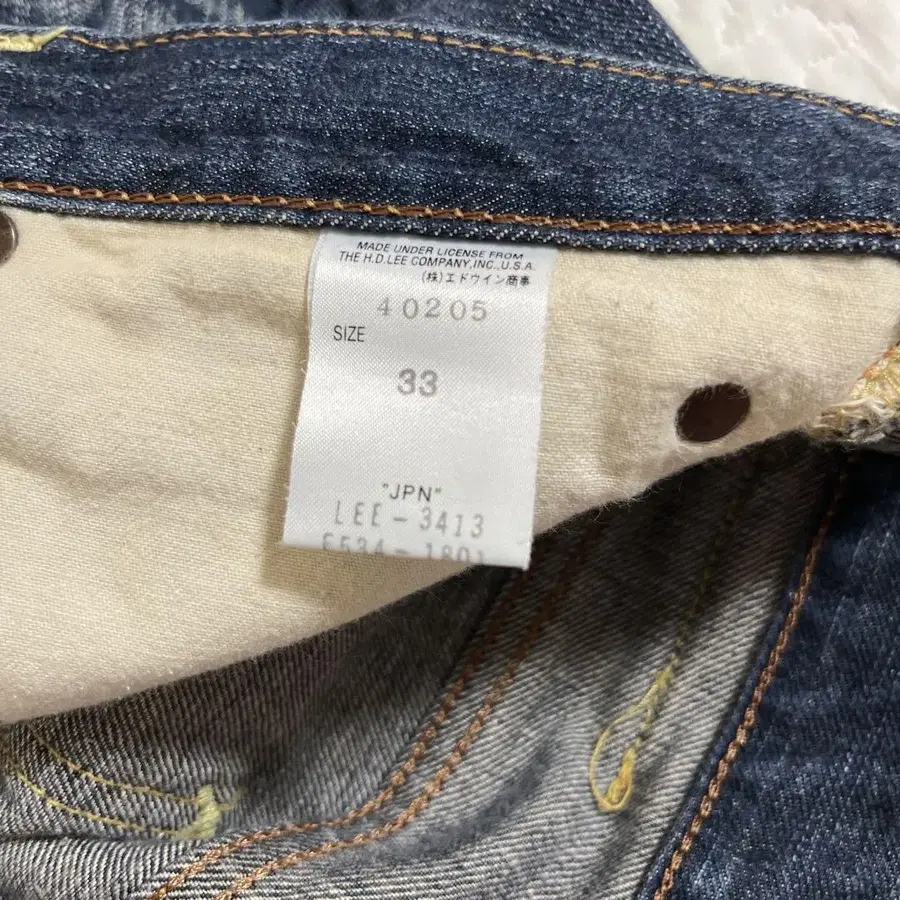 MADE UNDER LICENSE FROM
THE H.D.LEE COMPANY,INC.,U.S.A.
(株)エドウイン商事
40205
SIZE
33
"JPN"
LEE-3413